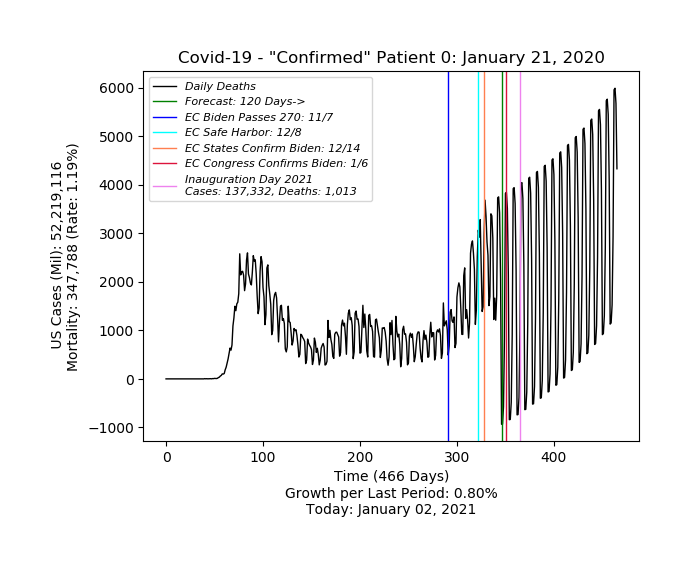 Covid-19 - "Confirmed" Patient 0: January 21, 2020
6000
5000
4000
3000
2000
1000
0
−1000
US Cases (Mil): 52,219,116
Mortality: 347,788 (Rate: 1.19%)
Daily Deaths
Forecast: 120 Days->
EC Biden Passes 270: 11/7
EC Safe Harbor: 12/8
EC States Confirm Biden: 12/14
EC Congress Confirms Biden: 1/6
Inauguration Day 2021
Cases: 137,332, Deaths: 1,013
0 100 200 300 400
Time (466 Days)
Growth per Last Period: 0.80%
Today: January 02, 2021